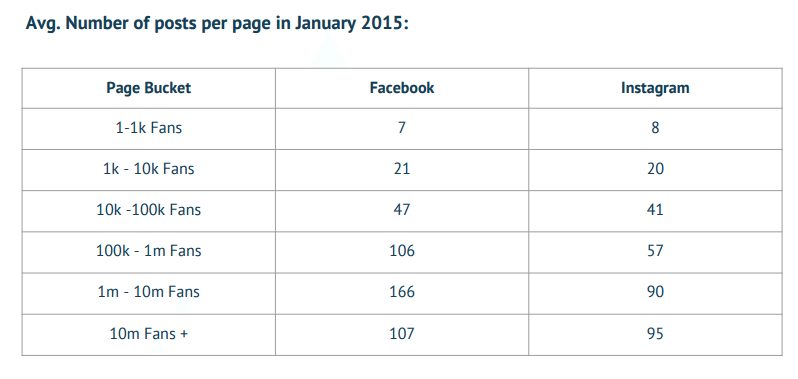 Avg. Number of posts per page in January 2015:
Page Bucket Facebook Instagram
1-1k Fans 7 8
1k - 10k Fans 21 20
10k -100k Fans 47 41
100k - 1m Fans 106 57
1m - 10m Fans 166 90
10m Fans + 107 95